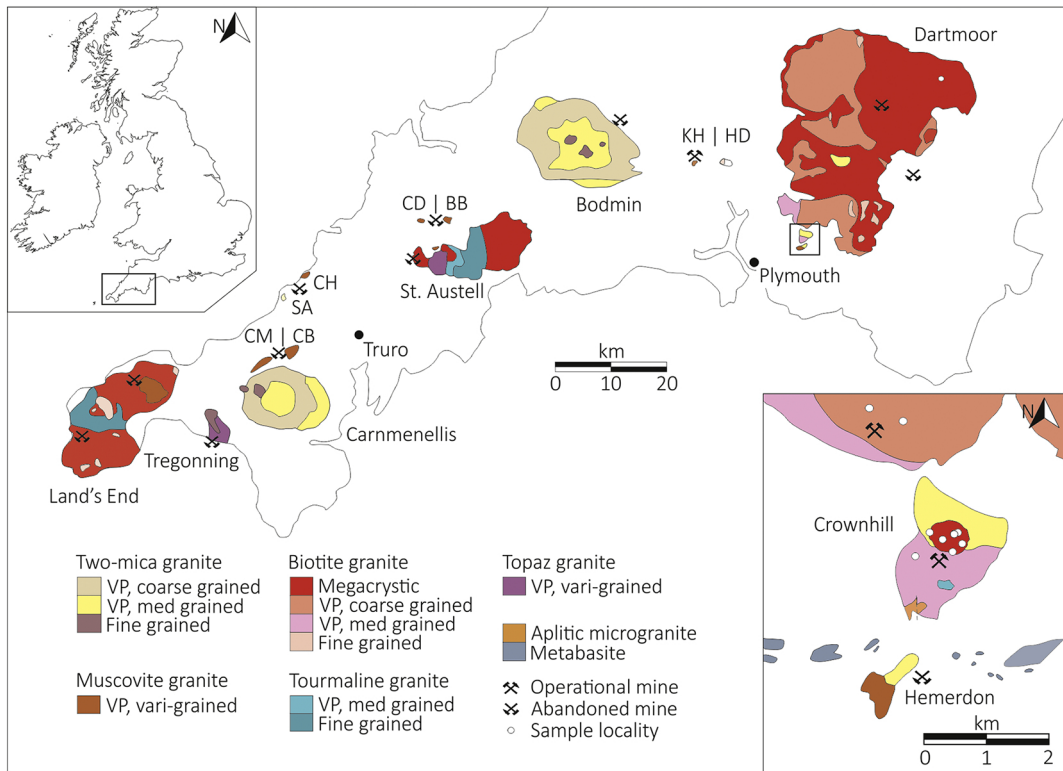 N
Dartmoor
KH | HD
Bodmin
CD | BB
St. Austell
Plymouth
CH
SA
CM | CB
Truro
km
0 10 20
Carnmenellis
Tregonning
Land's End
N
Crownhill
Hemerdon
km
0 1 2
Two-mica granite
VP, coarse grained
VP, med grained
Fine grained
Muscovite granite
VP, vari-grained
Biotite granite
Megacrystic
VP, coarse grained
VP, med grained
Fine grained
Tourmaline granite
VP, med grained
Fine grained
Topaz granite
VP, vari-grained
Aplitic microgranite
Metabasite
Operational mine
Abandoned mine
Sample locality